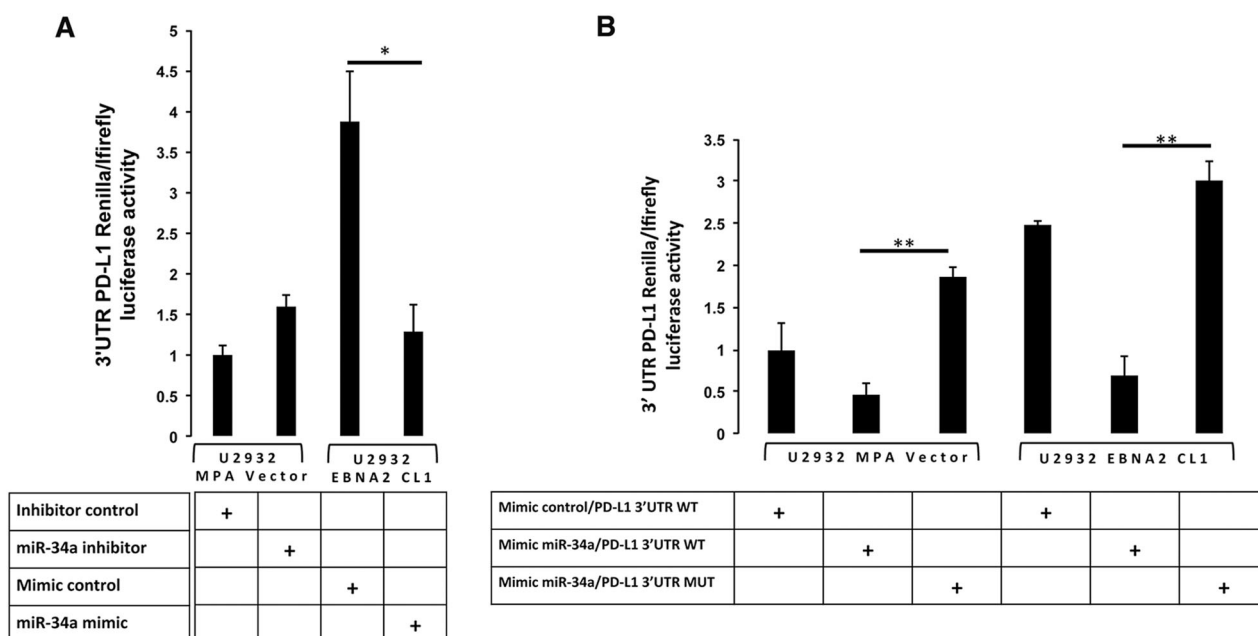 A
3'UTR PD-L1 Renilla/lfirefly
luciferase activity
5
4.5
4
3.5
3
2.5
2
1.5
1
0.5
0
*
U2932
MPA Vector
U2932
EBNA2 CL1
Inhibitor control
+
miR-34a inhibitor
+
Mimic control
+
miR-34a mimic
+
B
3' UTR PD-L1 Renilla/lfirefly
luciferase activity
3.5
3
2.5
2
1.5
1
0.5
0
**
**
U2932 MPA Vector
U2932 EBNA2 CL1
Mimic control/PD-L1 3'UTR WT
+
+
Mimic miR-34a/PD-L1 3'UTR WT
+
+
Mimic miR-34a/PD-L1 3'UTR MUT
+
+